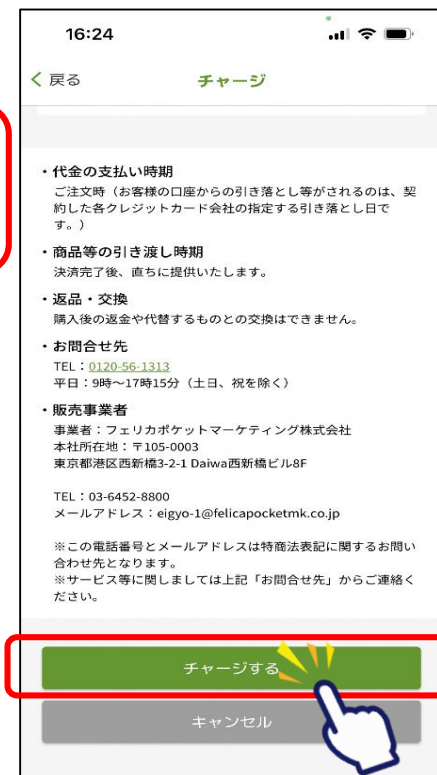 16:24
戻る
チャージ
・代金の支払い時期
ご注文時（お客様の口座からの引き落とし等がされるのは、契
約した各クレジットカード会社の指定する引き落とし日で
す。）
・商品等の引き渡し時期
決済完了後、直ちに提供いたします。
・返品・交換
購入後の返金や代替するものとの交換はできません。
・お問合せ先
TEL：0120-56-1313
平日：9時～17時15分（土日、祝を除く）
・販売事業者
事業者：フェリカポケットマーケティング株式会社
本社所在地：〒105-0003
東京都港区西新橋3-2-1 Daiwa西新橋ビル8F
TEL：03-6452-8800
メールアドレス：eigyo-1@felicapocketmk.co.jp
※この電話番号とメールアドレスは特商法表記に関するお問い
合わせ先となります。
※サービス等に関しましては上記「お問合せ先」からご連絡く
ださい。
チャージする
キャンセル